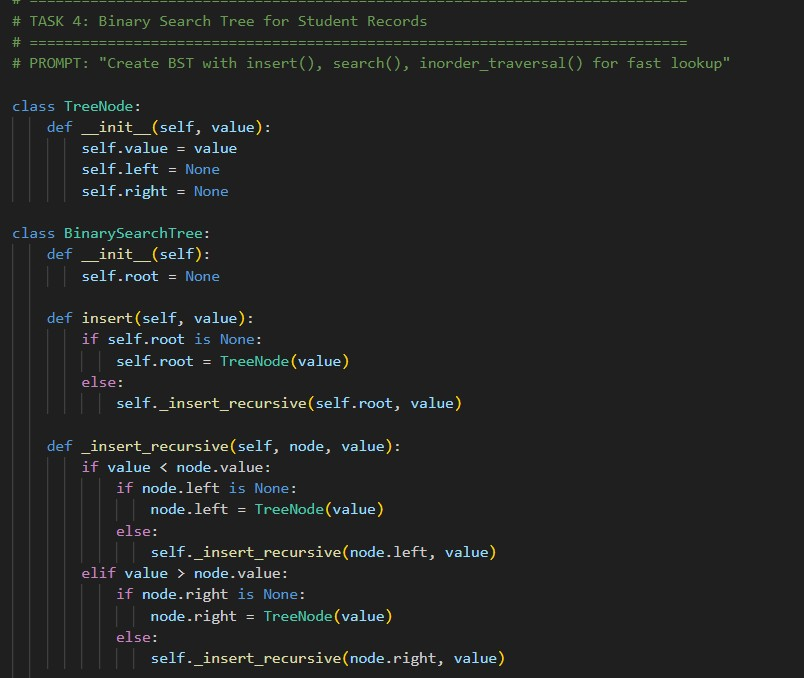 # ============================================================================
# TASK 4: Binary Search Tree for Student Records
# ============================================================================
# PROMPT: "Create BST with insert(), search(), inorder_traversal() for fast lookup"

class TreeNode:
    def __init__(self, value):
        self.value = value
        self.left = None
        self.right = None

class BinarySearchTree:
    def __init__(self):
        self.root = None

    def insert(self, value):
        if self.root is None:
            self.root = TreeNode(value)
        else:
            self._insert_recursive(self.root, value)

    def _insert_recursive(self, node, value):
        if value < node.value:
            if node.left is None:
                node.left = TreeNode(value)
            else:
                self._insert_recursive(node.left, value)
        elif value > node.value:
            if node.right is None:
                node.right = TreeNode(value)
            else:
                self._insert_recursive(node.right, value)